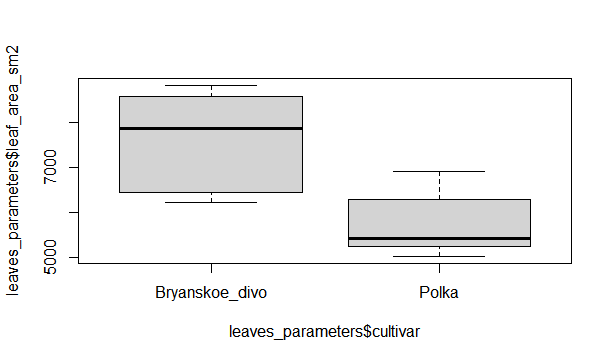 leaves_parameters$leaf_area_sm2
7000
5000
Bryanskoe_divo Polka
leaves_parameters$cultivar